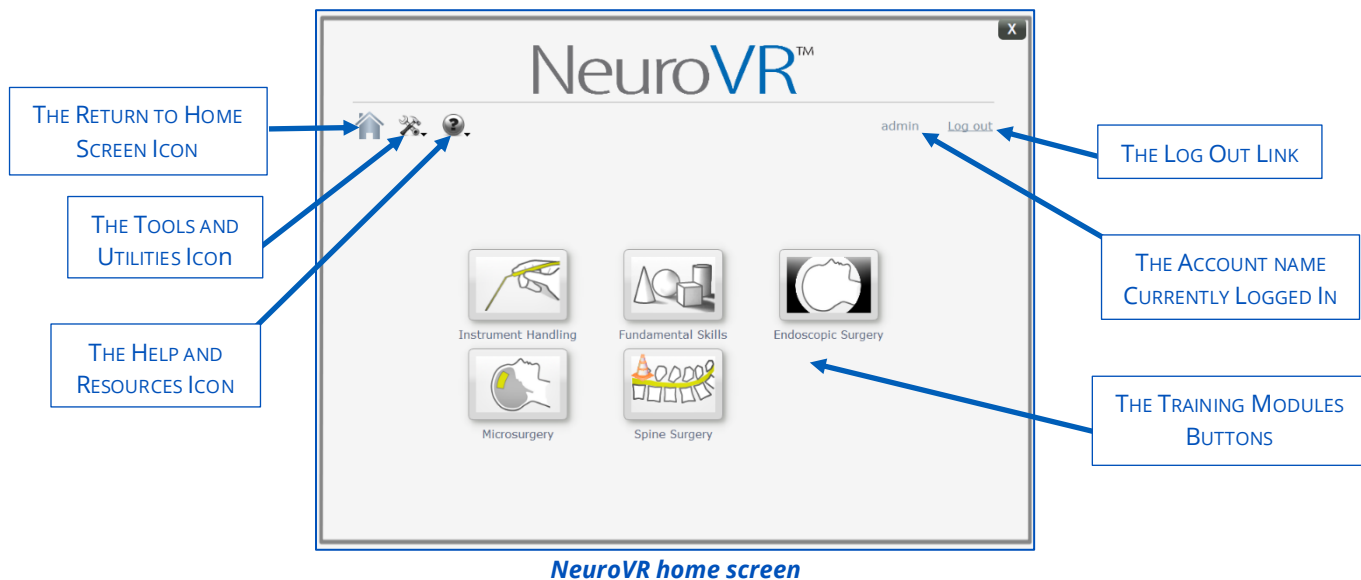 X
NeuroVR™
THE RETURN TO HOME
SCREEN ICON
?
admin
Log out
THE LOG OUT LINK
THE TOOLS AND
UTILITIES ICON
THE ACCOUNT NAME
CURRENTLY LOGGED IN
Instrument Handling
Fundamental Skills
Endoscopic Surgery
THE HELP AND
RESOURCES ICON
Microsurgery
Spine Surgery
THE TRAINING MODULES
BUTTONS
NeuroVR home screen